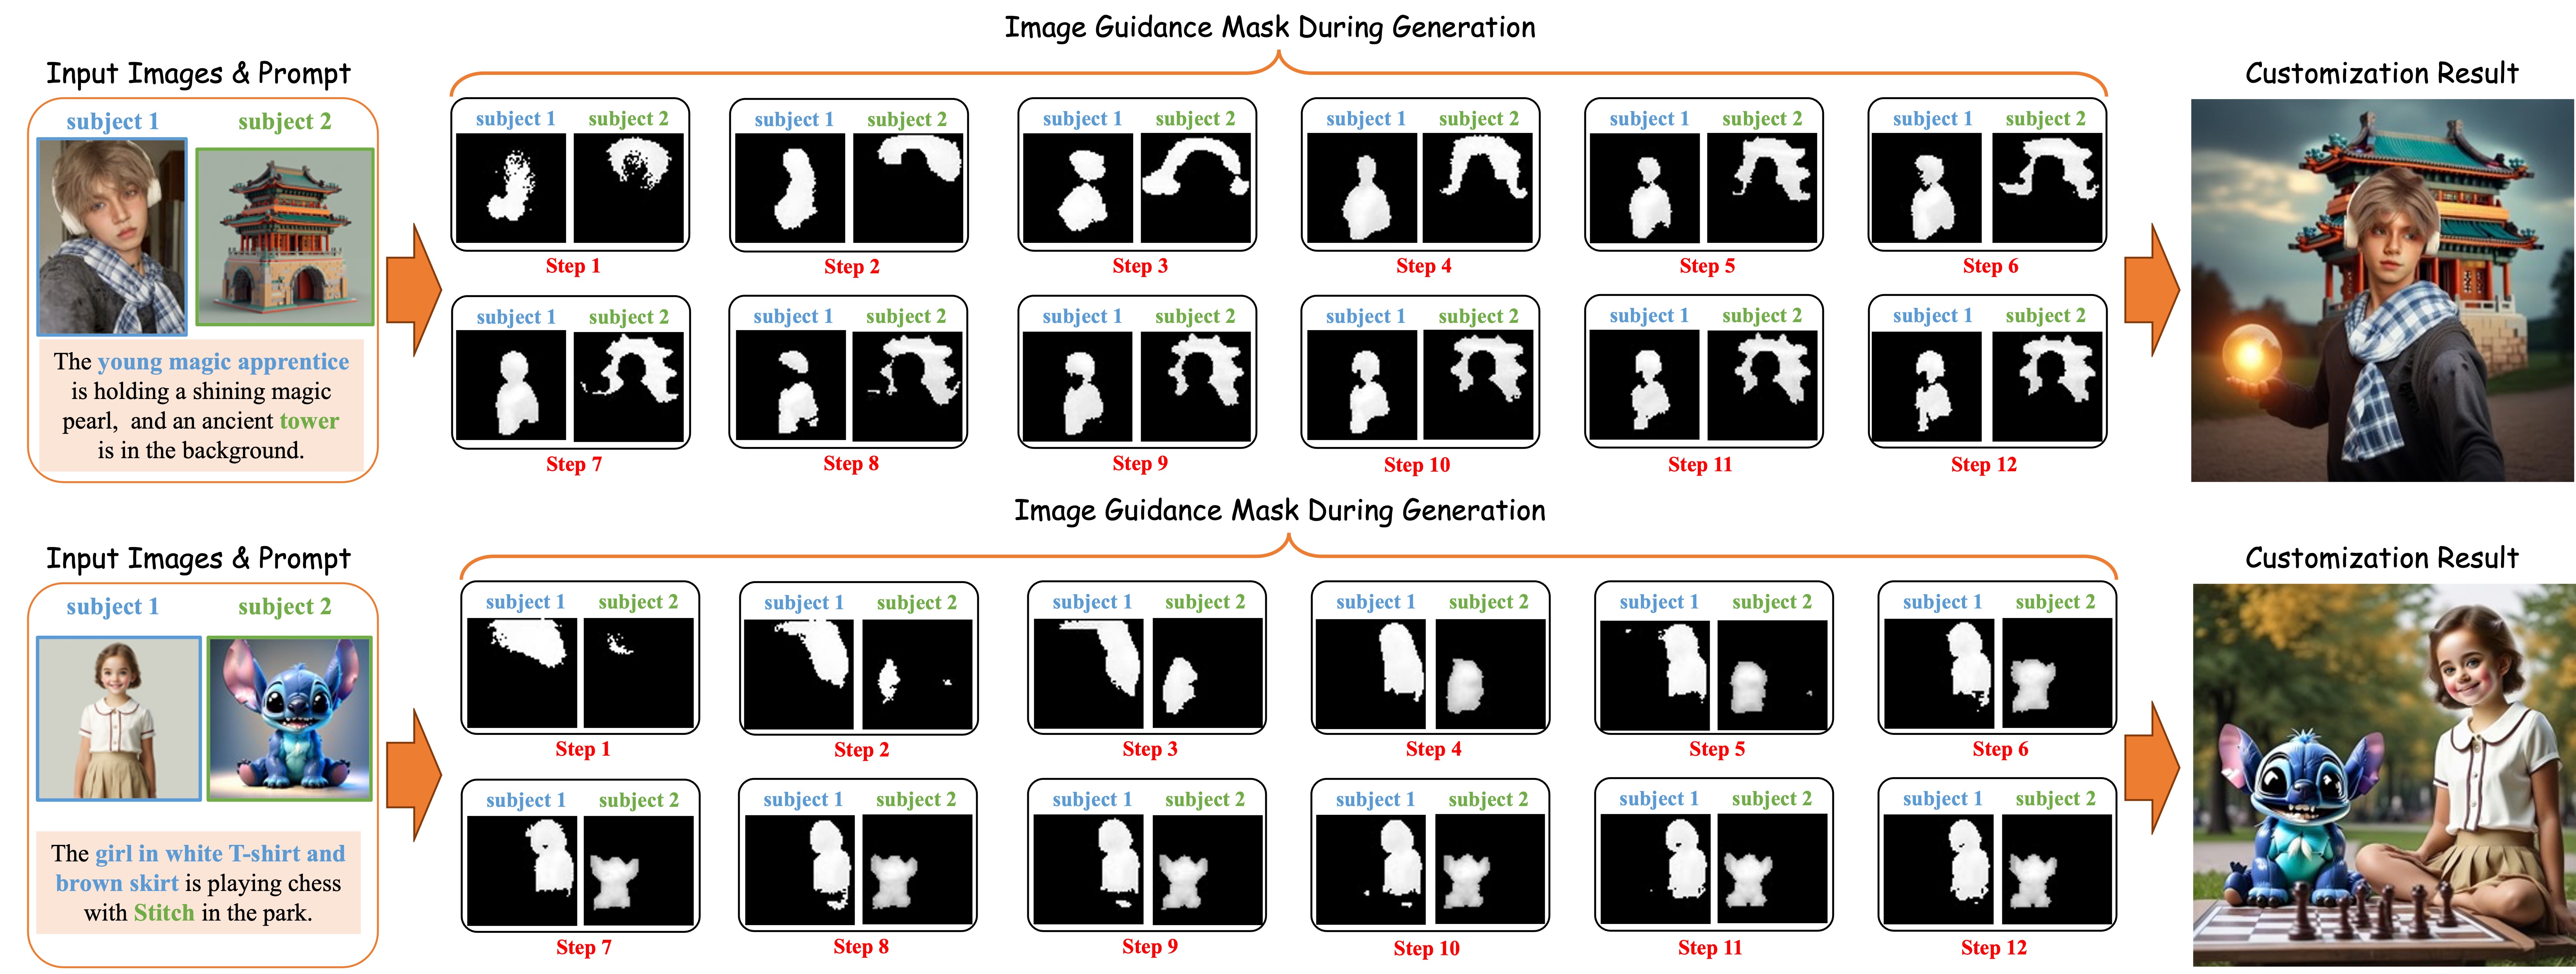 Image Guidance Mask During Generation
Input Images & Prompt
Customization Result
subject 1 subject 2
subject 1 subject 2
subject 1 subject 2
subject 1 subject 2
subject 1 subject 2
subject 1 subject 2
subject 1 subject 2
Step 1
Step 2
Step 3
Step 4
Step 5
Step 6
subject 1 subject 2
subject 1 subject 2
subject 1 subject 2
subject 1 subject 2
subject 1 subject 2
subject 1 subject 2
Step 7
Step 8
Step 9
Step 10
Step 11
Step 12
The young magic apprentice
is holding a shining magic
pearl, and an ancient tower
is in the background.
Image Guidance Mask During Generation
Input Images & Prompt
Customization Result
subject 1 subject 2
subject 1 subject 2
subject 1 subject 2
subject 1 subject 2
subject 1 subject 2
subject 1 subject 2
subject 1 subject 2
Step 1
Step 2
Step 3
Step 4
Step 5
Step 6
subject 1 subject 2
subject 1 subject 2
subject 1 subject 2
subject 1 subject 2
subject 1 subject 2
subject 1 subject 2
Step 7
Step 8
Step 9
Step 10
Step 11
Step 12
The girl in white T-shirt and
brown skirt is playing chess
with Stitch in the park.